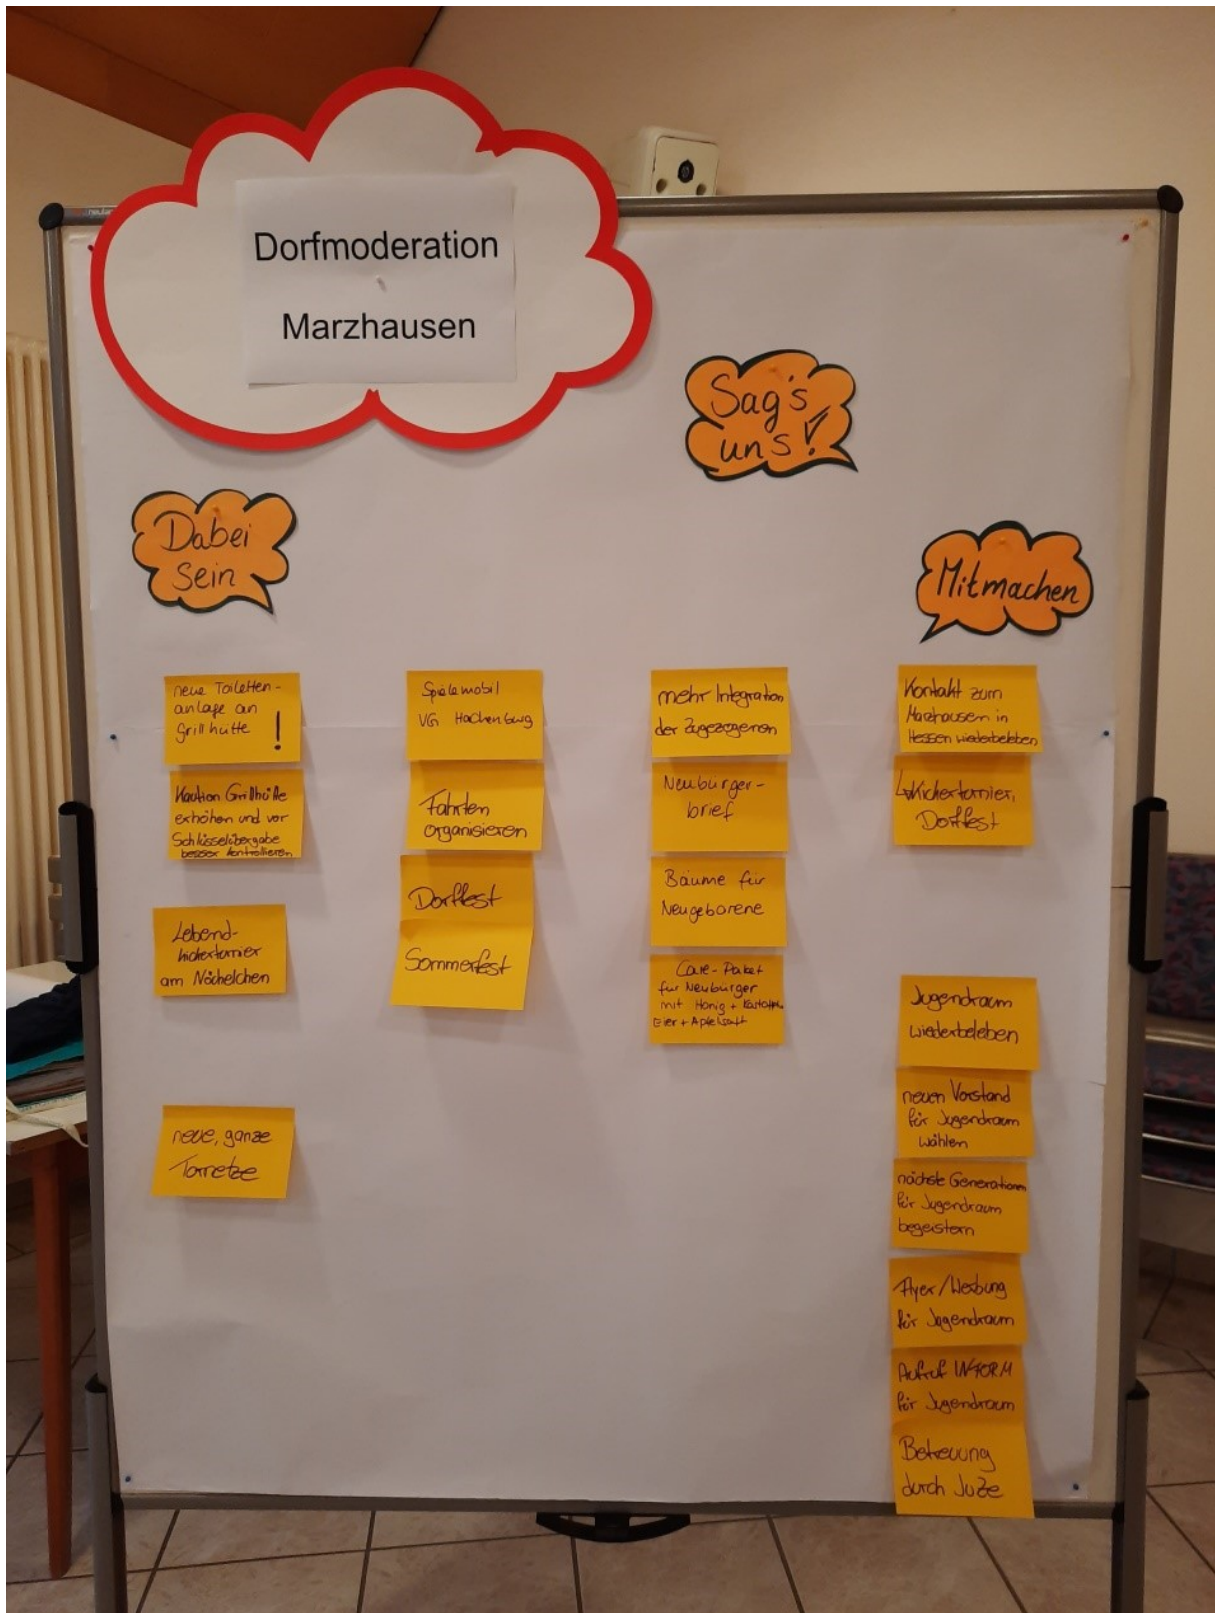 Dorfmoderation
Marzhausen
Sag's
uns!
Dabei
sein
Mitmachen
neue Toiletten-
anlage an
Grillhütte !
Kaution Grillhütte
erhöhen und vor
Schlüsselübergabe
besser kontrollieren
Lebend-
kickerturnier
am Nöchelchen
neue, ganze
Tornetze
Spielemobil
VG Hachenburg
Fahrten
organisieren
Dorffest
Sommerfest
mehr Integration
der Zugezogenen
Neubürger-
brief
Bäume für
Neugeborene
Care-Paket
für Neubürger
mit Honig + Kartoffel
Eier + Apfelsaft
Kontakt zum
Marzhausen in
Hessen wiederbeleben
↳ Kickerturnier,
Dorffest
Jugendraum
wiederbeleben
neuen Vorstand
für Jugendraum
wählen
nächste Generationen
für Jugendraum
begeistern
Flyer/Werbung
für Jugendraum
Aufruf INFORM
für Jugendraum
Betreuung
durch JuZe